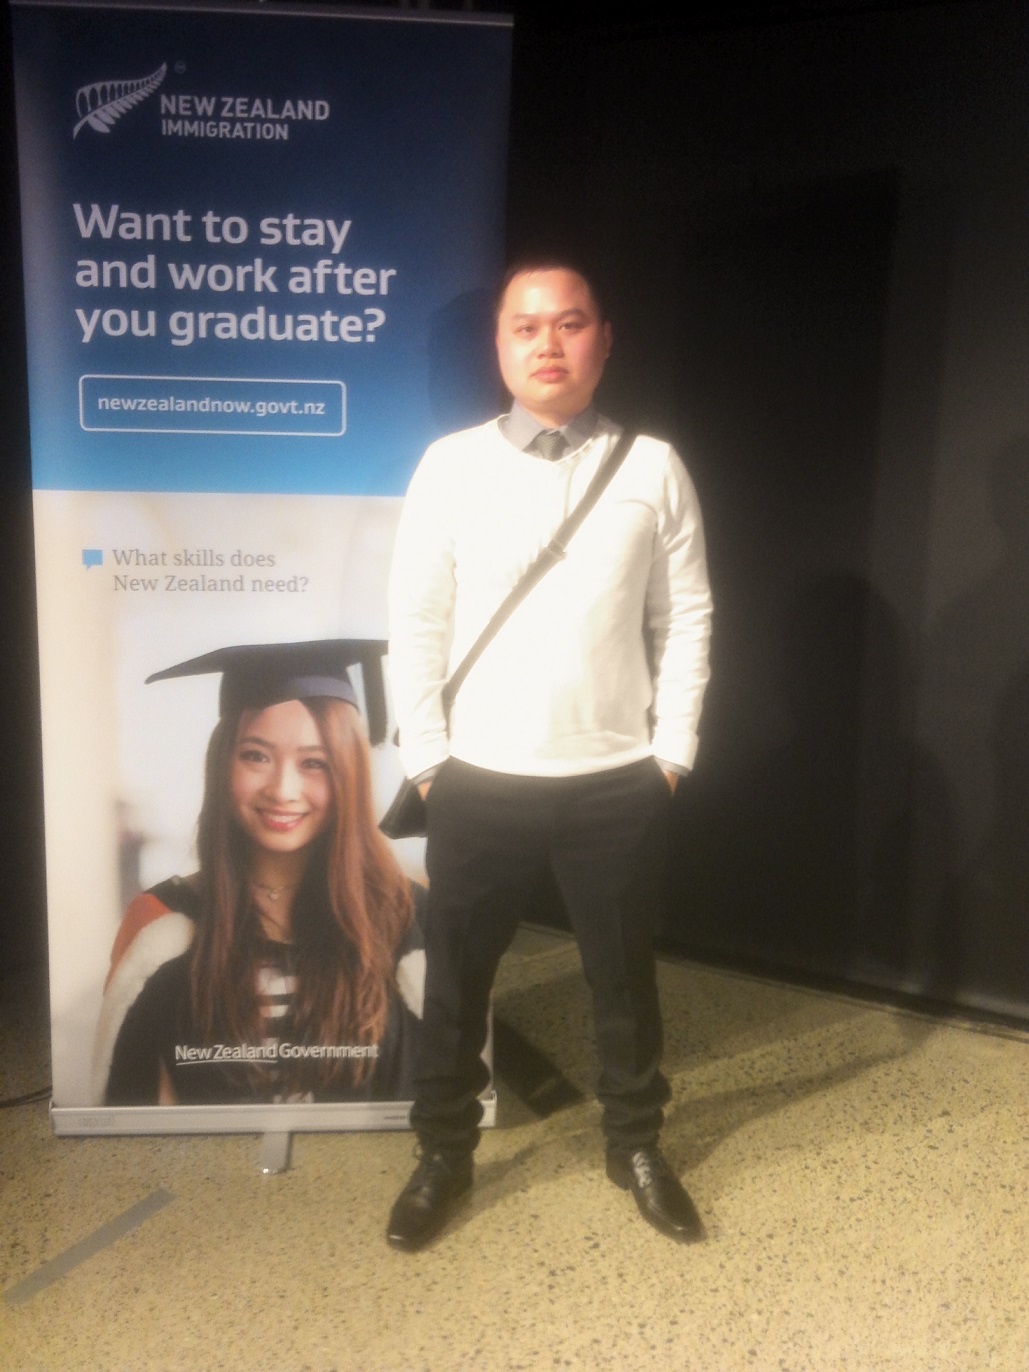 NEW ZEALAND
IMMIGRATION
Want to stay
and work after
you graduate?
newzealandnow.govt.nz
What skills does
New Zealand need?
New Zealand Government